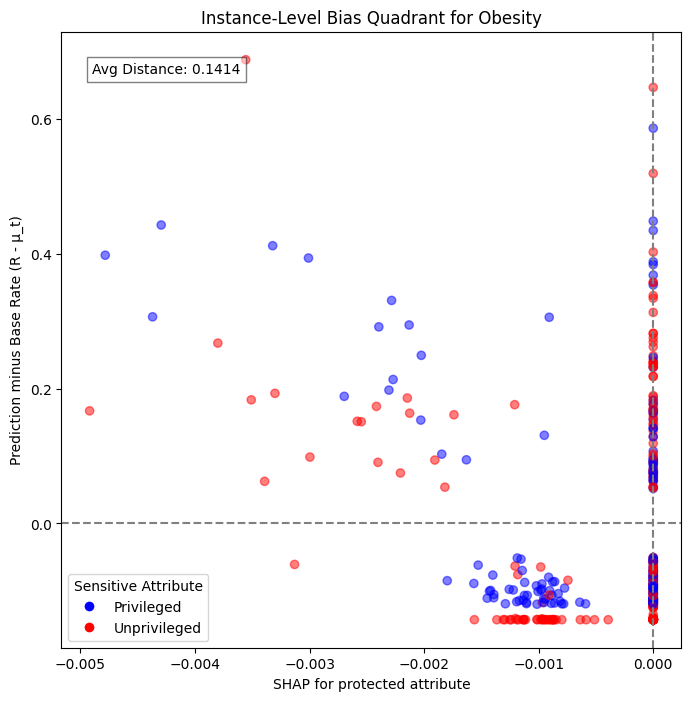 Instance-Level Bias Quadrant for Obesity
Avg Distance: 0.1414
Prediction minus Base Rate (R - μ_t)
0.6
0.4
0.2
0.0
Sensitive Attribute
Privileged
Unprivileged
−0.005
−0.004
−0.003
−0.002
−0.001
0.000
SHAP for protected attribute